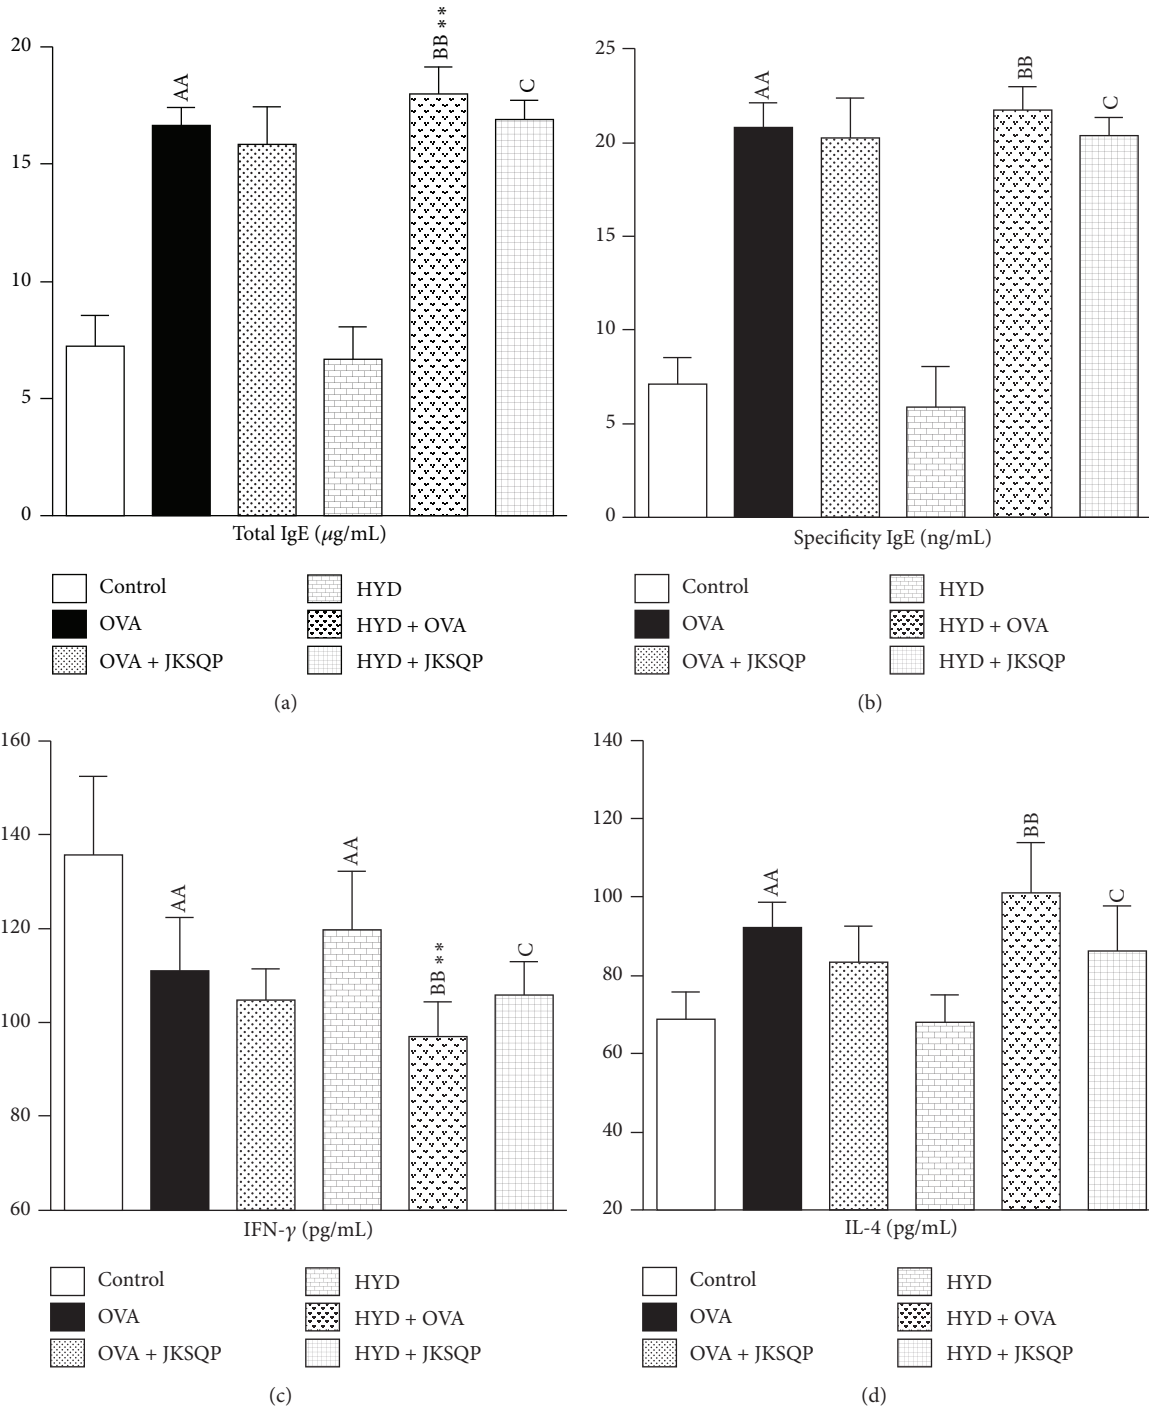 (a)
20
15
10
5
0
AA
BB **
C
Total IgE (μg/mL)
Control
OVA
OVA + JKSQP
HYD
HYD + OVA
HYD + JKSQP
(a)
25
20
15
10
5
0
AA
BB
C
Specificity IgE (ng/mL)
Control
OVA
OVA + JKSQP
HYD
HYD + OVA
HYD + JKSQP
(b)
160
140
120
100
80
60
AA
AA
BB **
C
IFN-γ (pg/mL)
Control
OVA
OVA + JKSQP
HYD
HYD + OVA
HYD + JKSQP
(c)
140
120
100
80
60
40
20
AA
BB
C
IL-4 (pg/mL)
Control
OVA
OVA + JKSQP
HYD
HYD + OVA
HYD + JKSQP
(d)